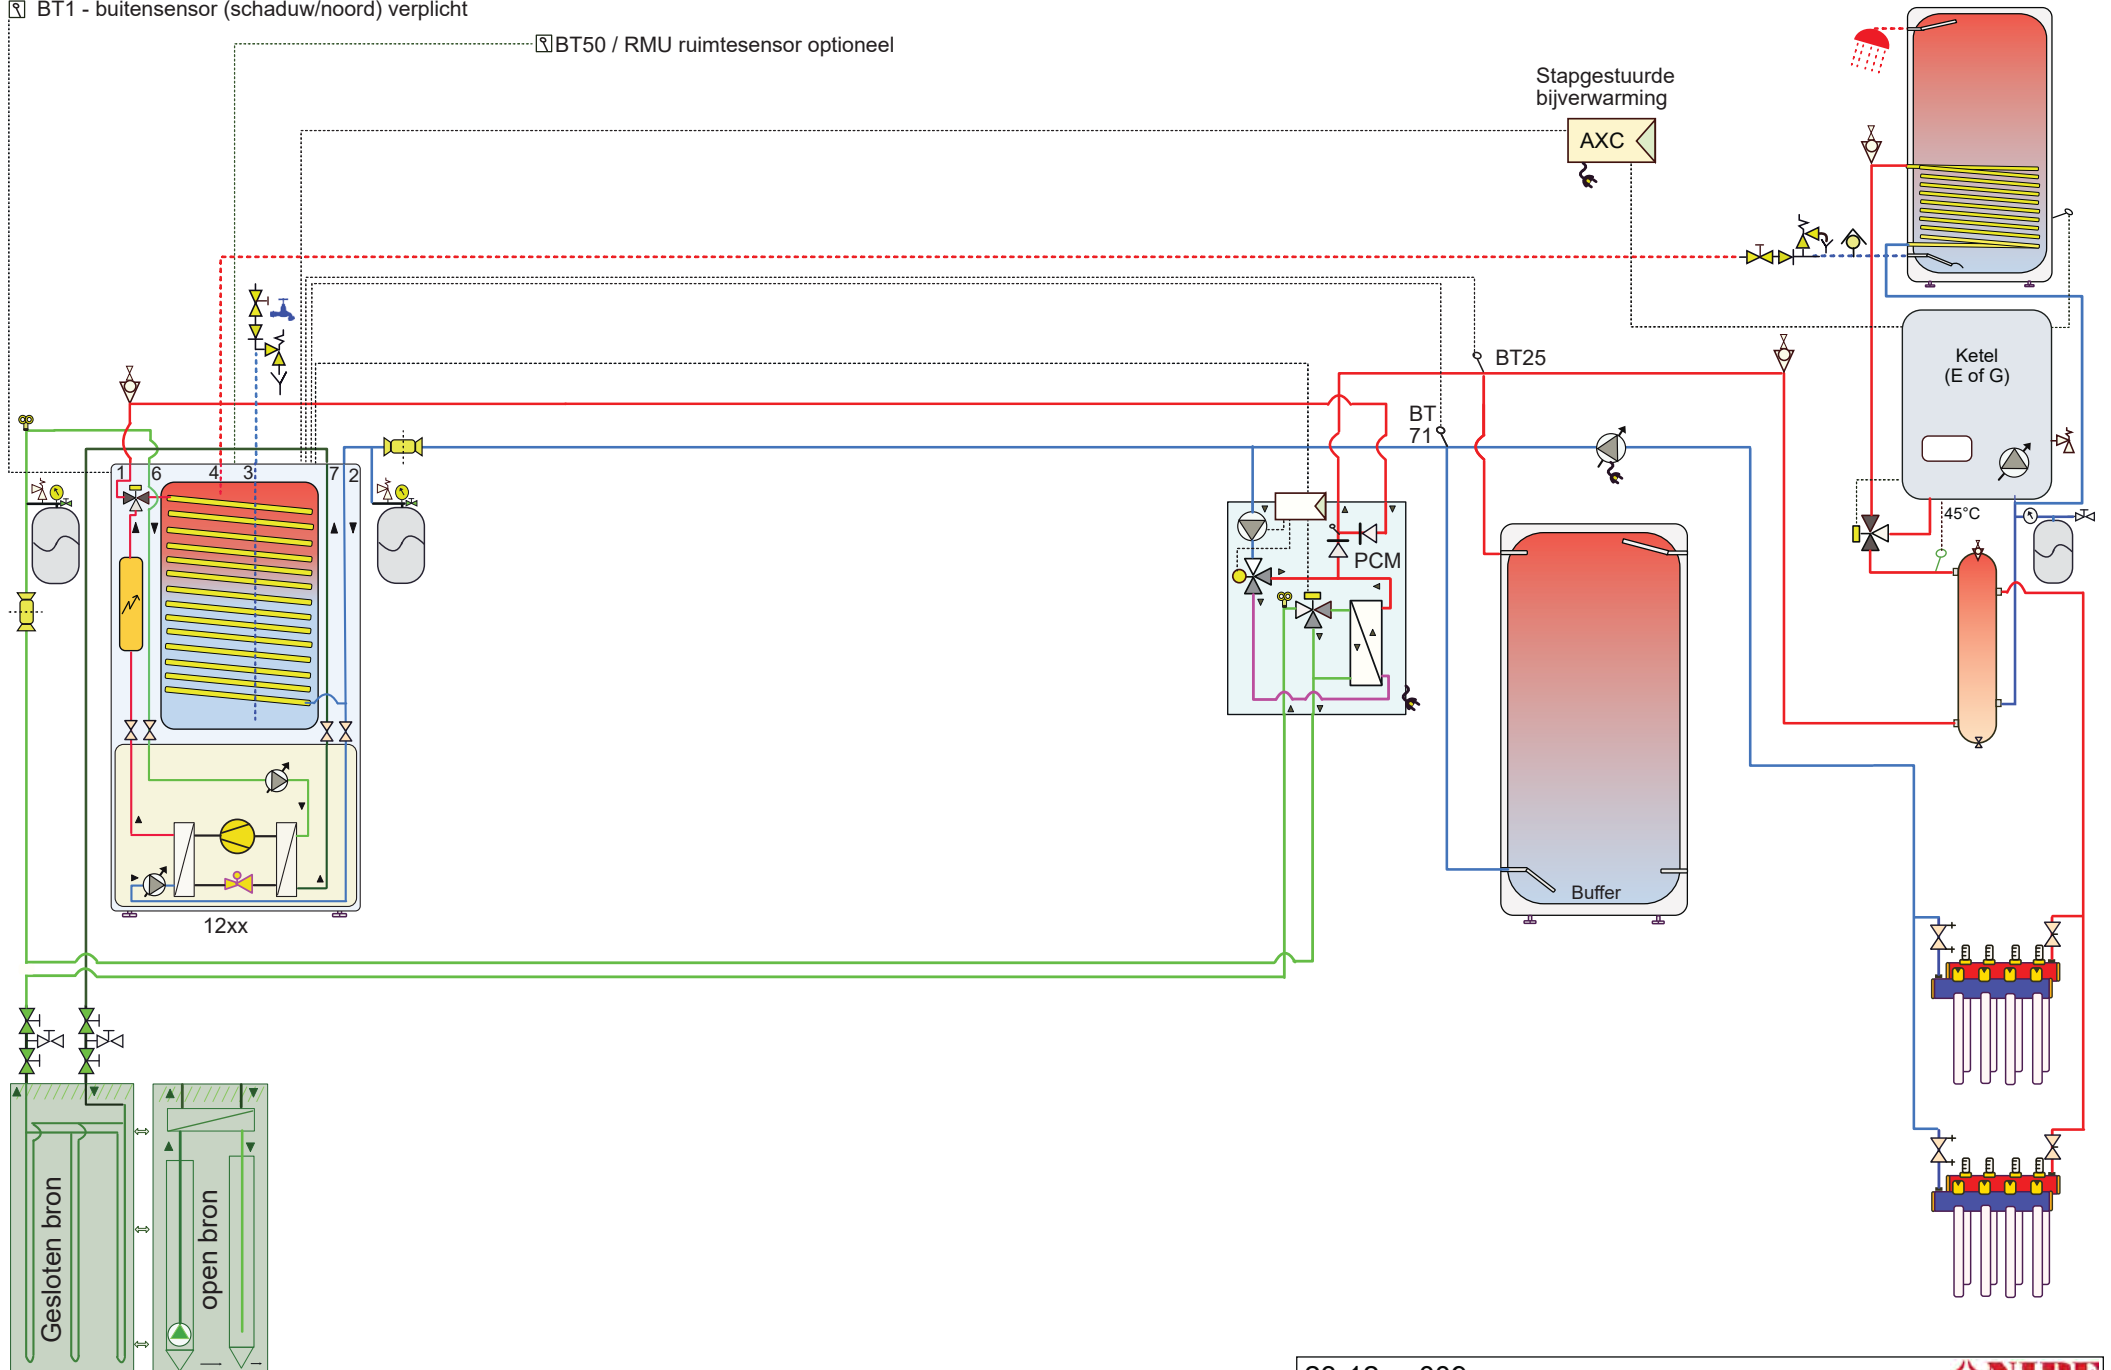 BT1 - buitensensor (schaduw/noord) verplicht
BT50 / RMU ruimtesensor optioneel
Stapgestuurde
bijverwarming
AXC
BT25
BT
71
Ketel
(E of G)
45°C
1
6
4
3
7
2
PCM
Buffer
12xx
Gesloten bron
open bron
NIBE